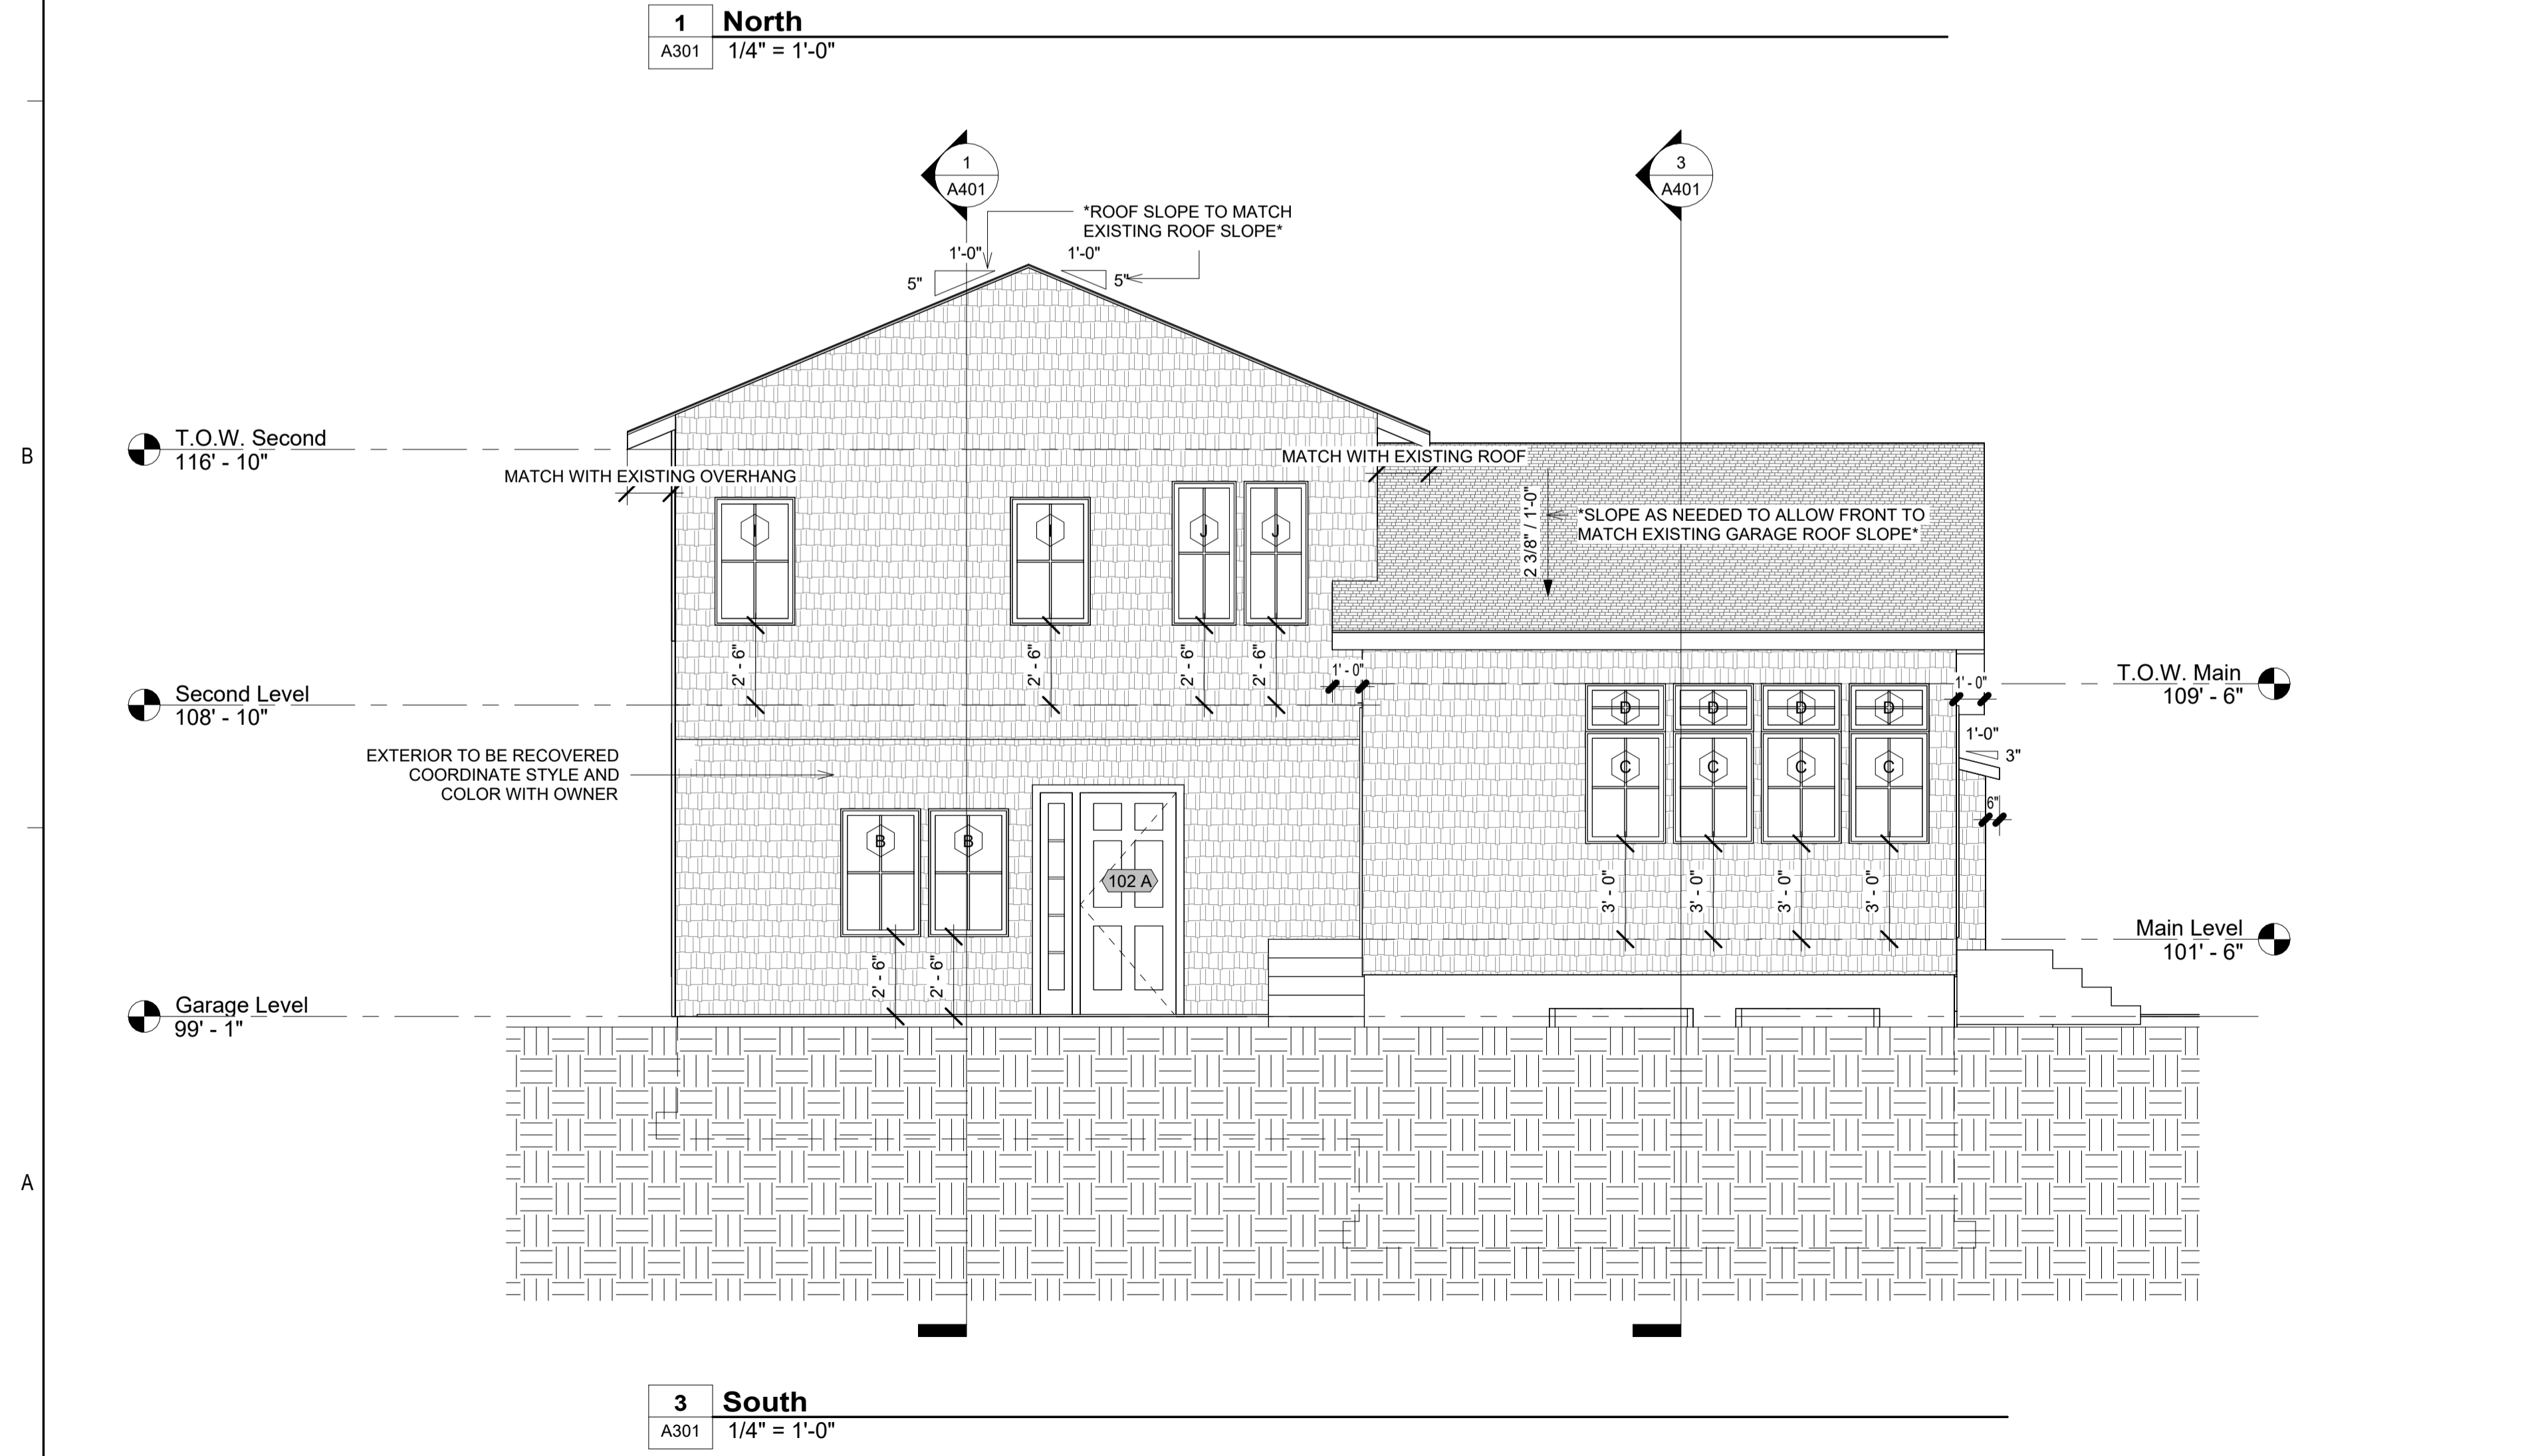 1 North
A301 1/4" = 1'-0"
1
A401
3
A401
*ROOF SLOPE TO MATCH
EXISTING ROOF SLOPE*
1'-0"
1'-0"
5"
5"
B
T.O.W. Second
116' - 10"
MATCH WITH EXISTING OVERHANG
MATCH WITH EXISTING ROOF
2 3/8" / 1'-0"
*SLOPE AS NEEDED TO ALLOW FRONT TO
MATCH EXISTING GARAGE ROOF SLOPE*
I
I
J
J
2' - 6"
2' - 6"
2' - 6"
2' - 6"
1' - 0"
T.O.W. Main
109' - 6"
1' - 0"
Second Level
108' - 10"
D
D
D
D
1'-0"
3"
EXTERIOR TO BE RECOVERED
COORDINATE STYLE AND
COLOR WITH OWNER
C
C
C
C
6"
B
B
102 A
3' - 0"
3' - 0"
3' - 0"
3' - 0"
Main Level
101' - 6"
2' - 6"
2' - 6"
Garage Level
99' - 1"
A
3 South
A301 1/4" = 1'-0"